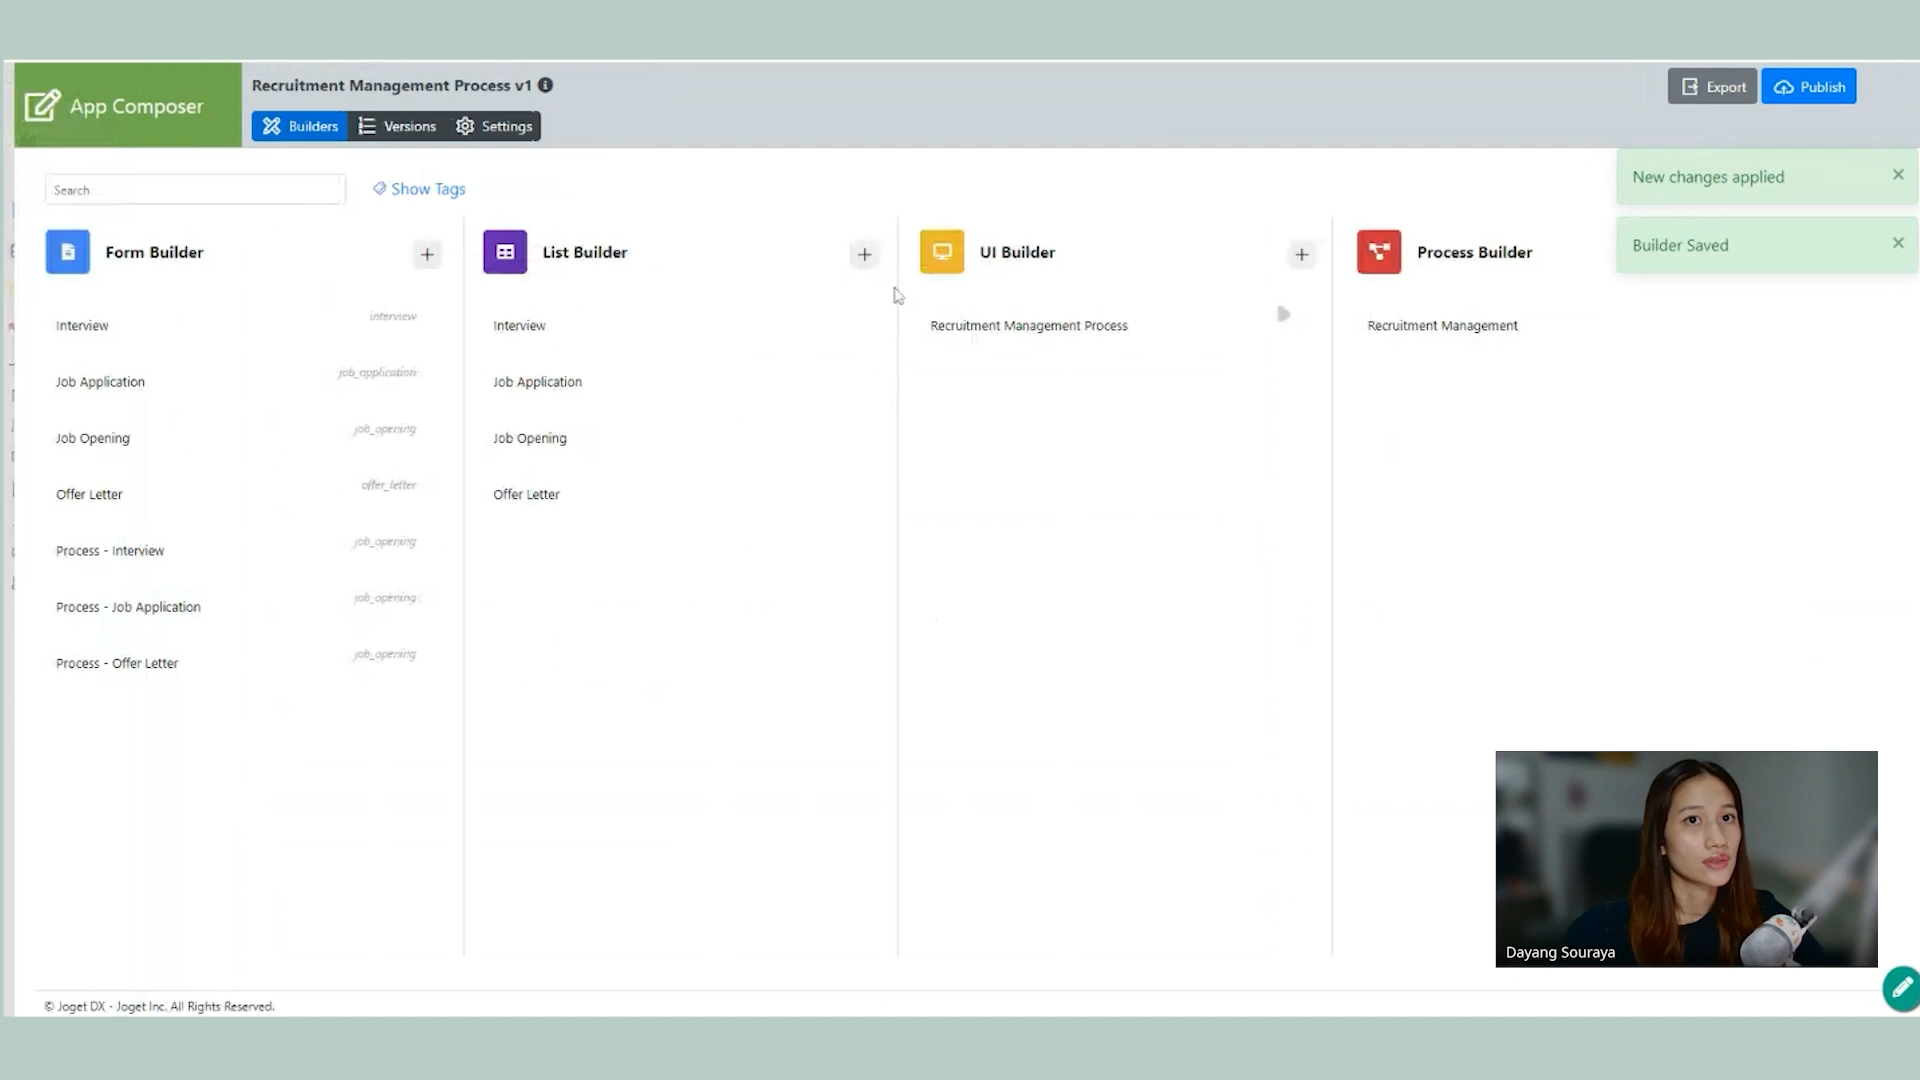 App Composer
Recruitment Management Process v1
Builders
Versions
Settings
Export
Publish
Search
Show Tags
New changes applied
Builder Saved
Form Builder
Interview
interview
Job Application
job_application
Job Opening
job_opening
Offer Letter
offer_letter
Process - Interview
job_opening
Process - Job Application
job_opening
Process - Offer Letter
job_opening
List Builder
Interview
Job Application
Job Opening
Offer Letter
UI Builder
Recruitment Management Process
Process Builder
Recruitment Management
Dayang Souraya
© Joget DX - Joget Inc. All Rights Reserved.